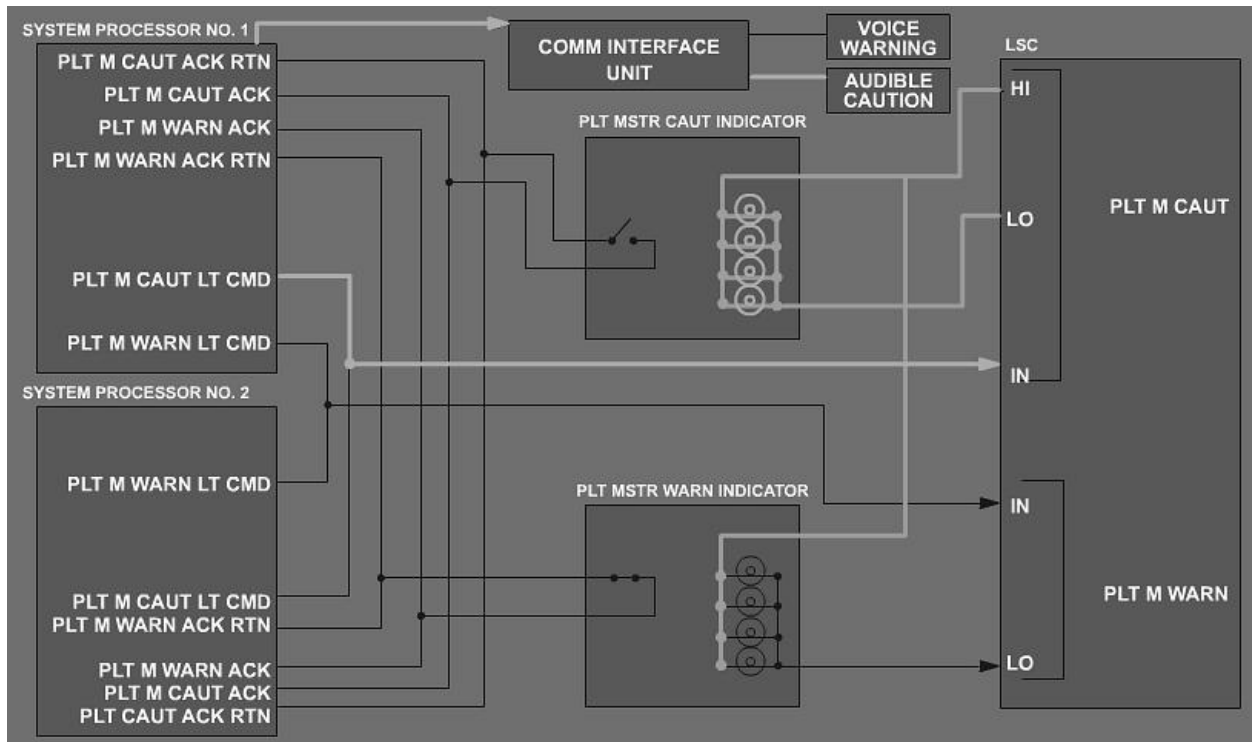 SYSTEM PROCESSOR NO. 1
PLT M CAUT ACK RTN
PLT M CAUT ACK
PLT M WARN ACK
PLT M WARN ACK RTN
PLT M CAUT LT CMD
PLT M WARN LT CMD
SYSTEM PROCESSOR NO. 2
PLT M WARN LT CMD
PLT M CAUT LT CMD
PLT M WARN ACK RTN
PLT M WARN ACK
PLT M CAUT ACK
PLT CAUT ACK RTN
COMM INTERFACE
UNIT
VOICE
WARNING
AUDIBLE
CAUTION
PLT MSTR CAUT INDICATOR
PLT MSTR WARN INDICATOR
LSC
HI
LO
IN
PLT M CAUT
IN
LO
PLT M WARN